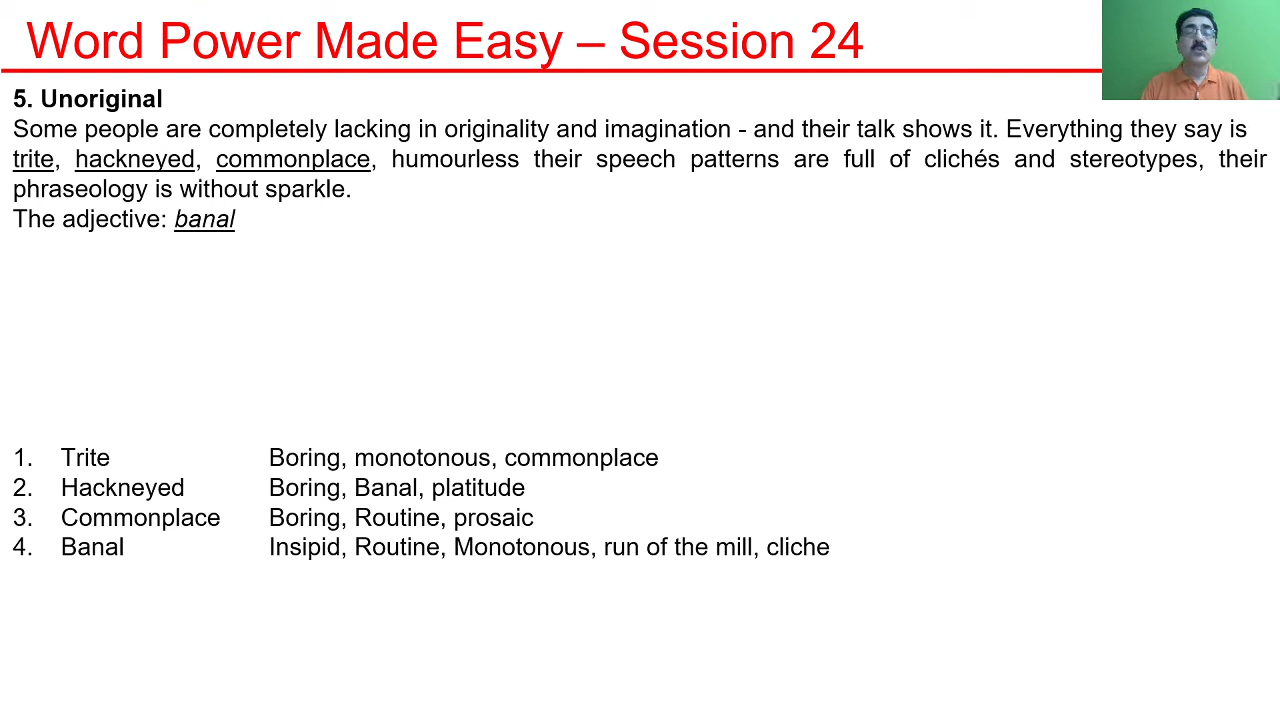 Word Power Made Easy – Session 24
5. Unoriginal
Some people are completely lacking in originality and imagination - and their talk shows it. Everything they say is
trite, hackneyed, commonplace, humourless their speech patterns are full of clichés and stereotypes, their
phraseology is without sparkle.
The adjective: banal
1. Trite Boring, monotonous, commonplace
2. Hackneyed Boring, Banal, platitude
3. Commonplace Boring, Routine, prosaic
4. Banal Insipid, Routine, Monotonous, run of the mill, cliche